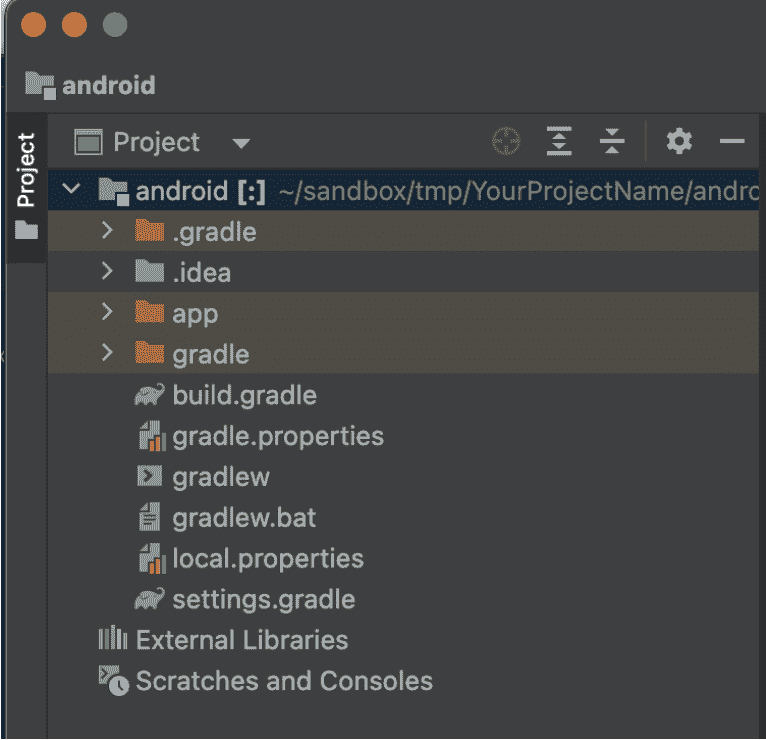 android
Project
Project
android [:] ~/sandbox/tmp/YourProjectName/andro
.gradle
.idea
app
gradle
build.gradle
gradle.properties
gradlew
gradlew.bat
local.properties
settings.gradle
External Libraries
Scratches and Consoles